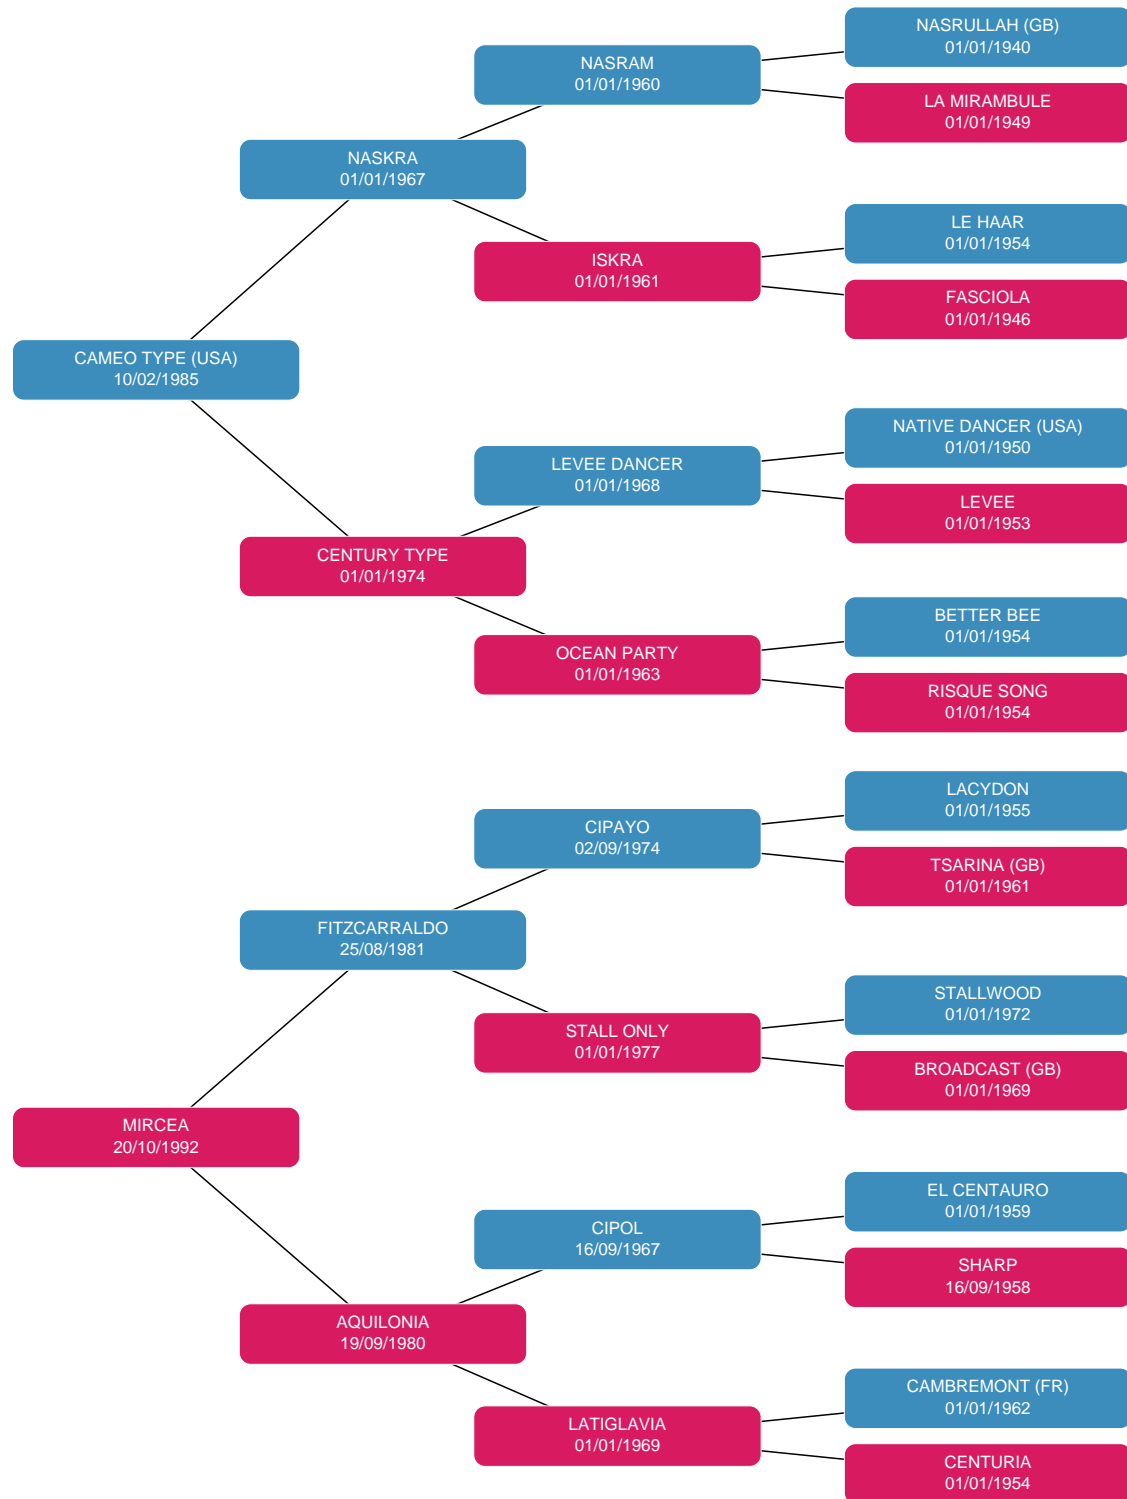 NASRULLAH (GB)
01/01/1940
NASRAM
01/01/1960
LA MIRAMBULE
01/01/1949
NASKRA
01/01/1967
LE HAAR
01/01/1954
ISKRA
01/01/1961
FASCIOLA
01/01/1946
CAMEO TYPE (USA)
10/02/1985
NATIVE DANCER (USA)
01/01/1950
LEVEE DANCER
01/01/1968
LEVEE
01/01/1953
CENTURY TYPE
01/01/1974
BETTER BEE
01/01/1954
OCEAN PARTY
01/01/1963
RISQUE SONG
01/01/1954
LACYDON
01/01/1955
CIPAYO
02/09/1974
TSARINA (GB)
01/01/1961
FITZCARRALDO
25/08/1981
STALLWOOD
01/01/1972
STALL ONLY
01/01/1977
BROADCAST (GB)
01/01/1969
MIRCEA
20/10/1992
EL CENTAURO
01/01/1959
CIPOL
16/09/1967
SHARP
16/09/1958
AQUILONIA
19/09/1980
CAMBREMONT (FR)
01/01/1962
LATIGLAVIA
01/01/1969
CENTURIA
01/01/1954